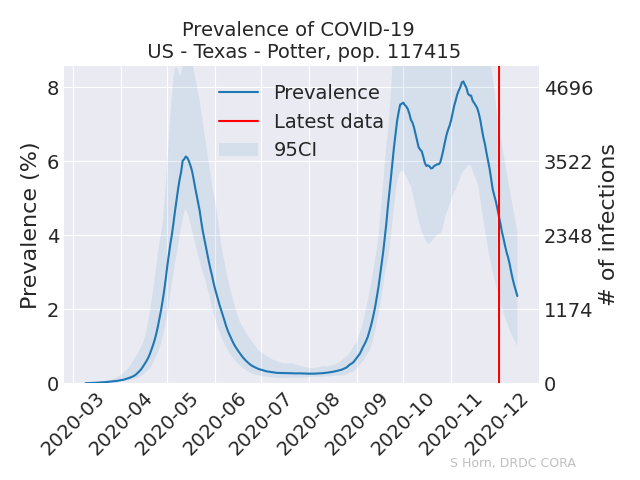 Prevalence of COVID-19
US - Texas - Potter, pop. 117415
Prevalence
Latest data
95CI
Prevalence (%)
8
6
4
2
0
# of infections
4696
3522
2348
1174
0
2020-03
2020-04
2020-05
2020-06
2020-07
2020-08
2020-09
2020-10
2020-11
2020-12
S Horn, DRDC CORA